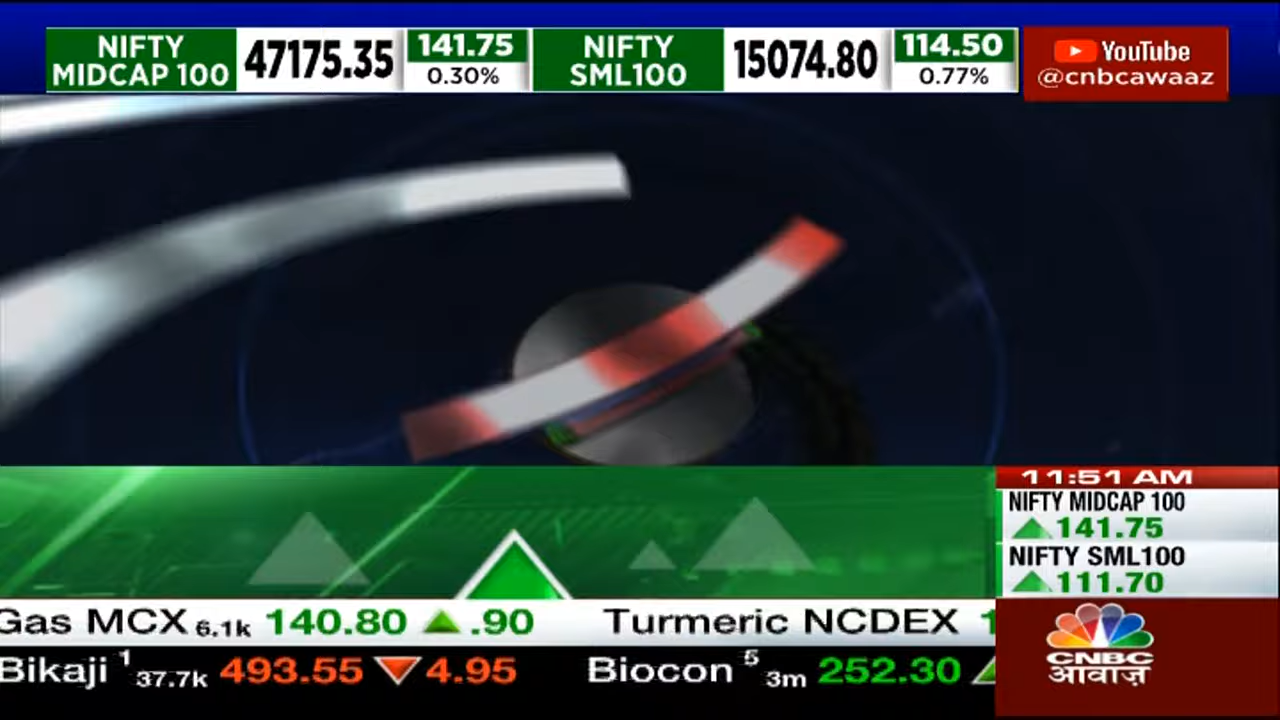 NIFTY
MIDCAP 100
47175.35
141.75
0.30%
NIFTY
SML100
15074.80
114.50
0.77%
YouTube
@cnbcawaaz
11:51 AM
NIFTY MIDCAP 100
141.75
NIFTY SML100
111.70
Gas MCX 6.1k 140.80 .90 Turmeric NCDEX
Bikaji 1 37.7k 493.55 4.95 Biocon 5 3m 252.30
CNBC
आवाज़